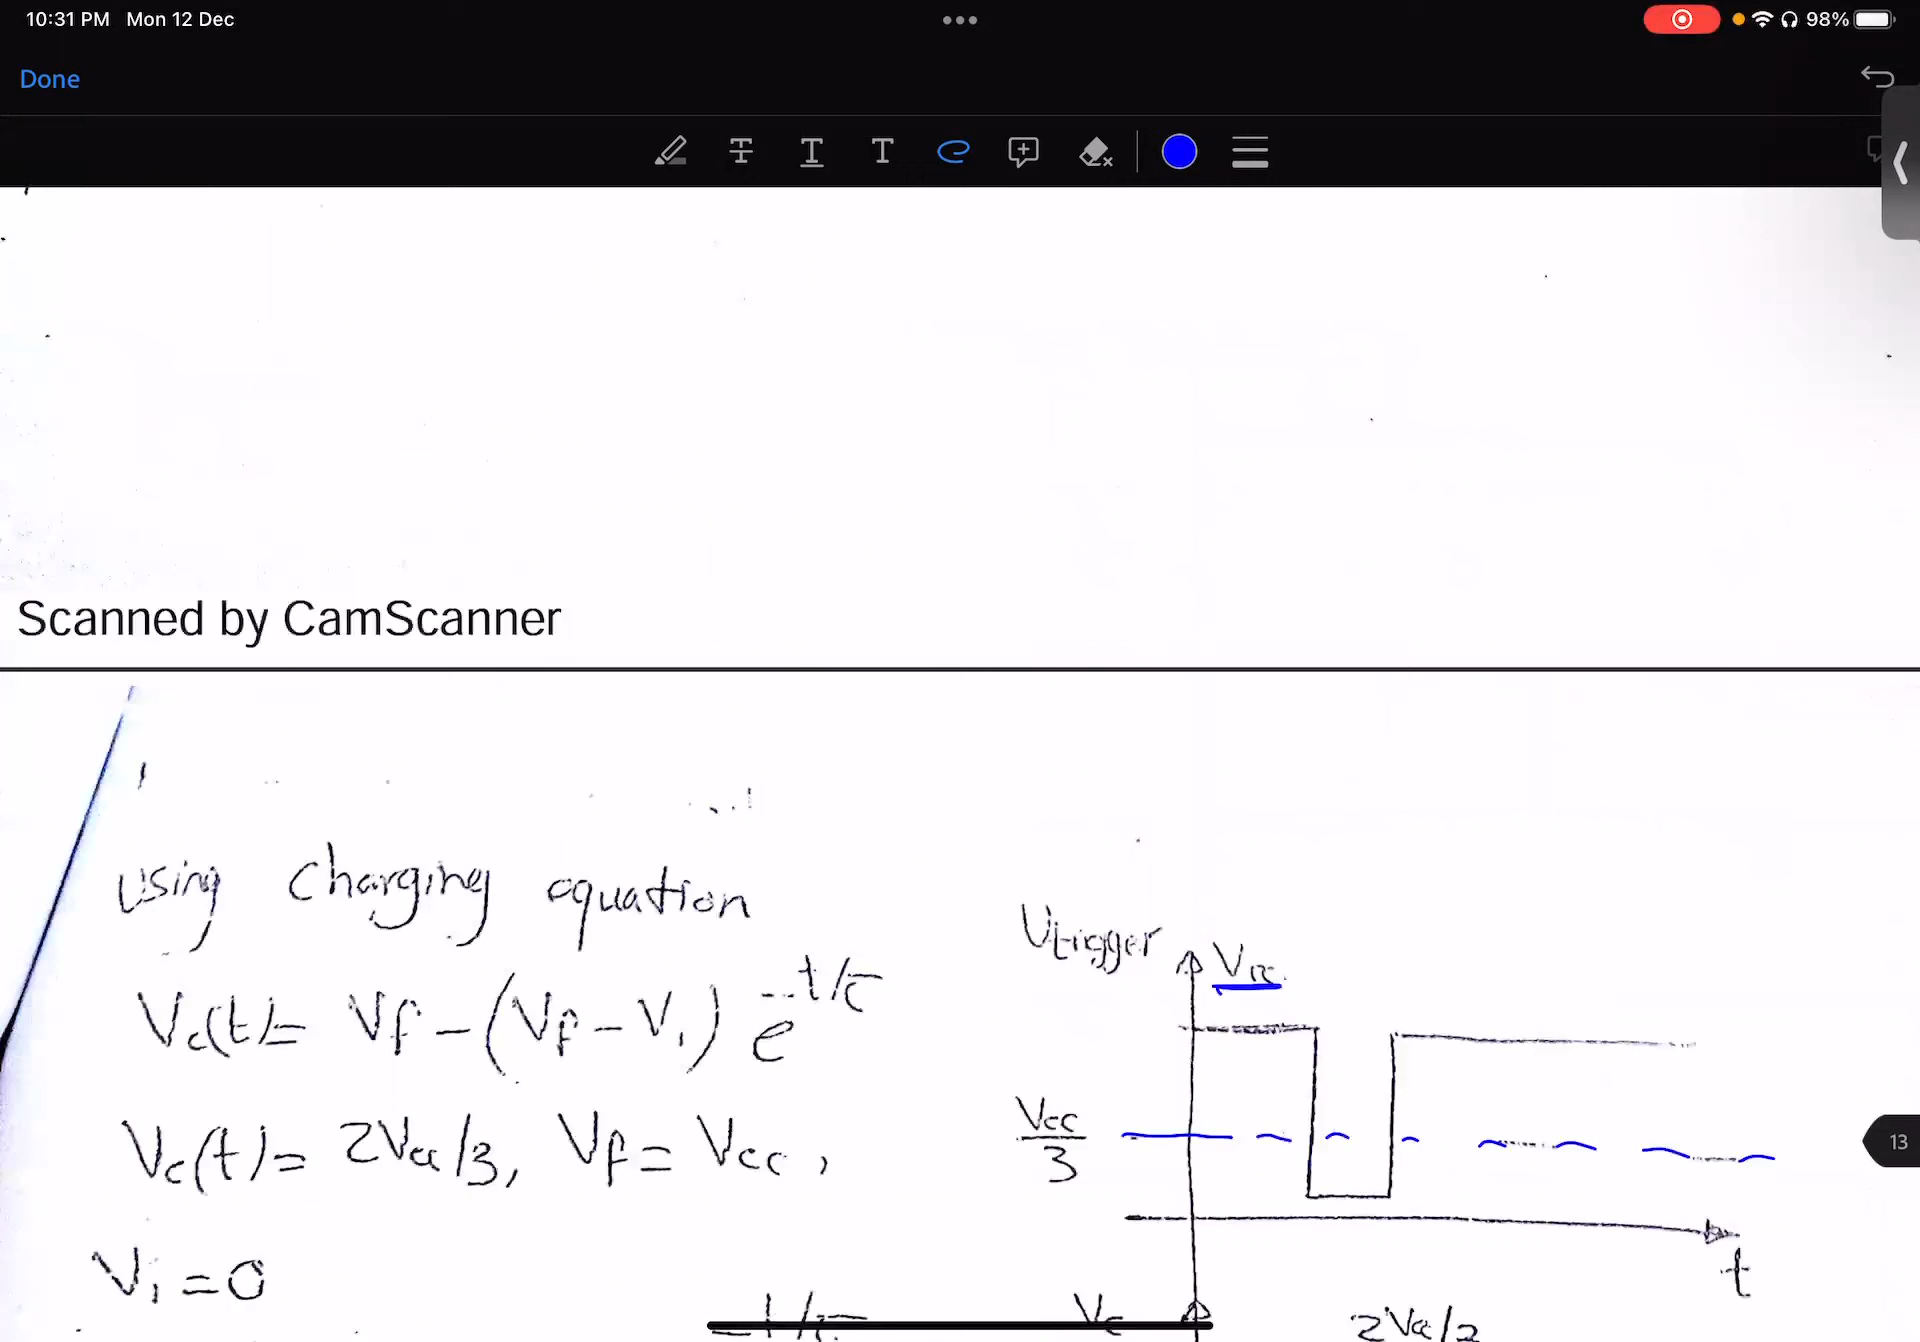 10:31 PM Mon 12 Dec
98%
Done
Scanned by CamScanner
Using charging equation
Vc(t)= Vf-(Vf-Vi) e^-t/τ
Vc(t)= 2Vcc/3, Vf= Vcc,
Vi=0
-t/τ
Vtrigger
Vcc
Vcc/3
t
Vc
2Vcc/3
13